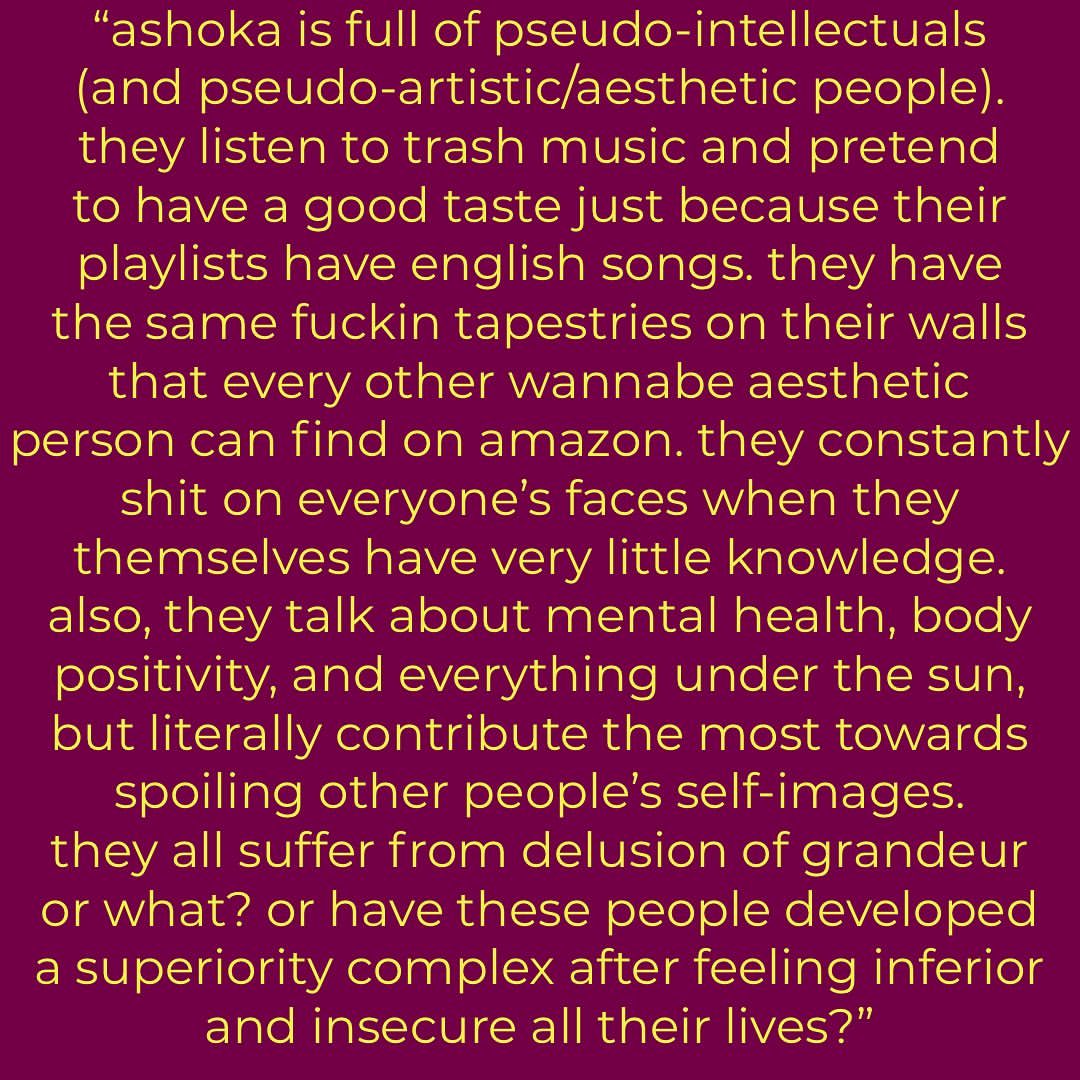 “ashoka is full of pseudo-intellectuals
(and pseudo-artistic/aesthetic people).
they listen to trash music and pretend
to have a good taste just because their
playlists have english songs. they have
the same fuckin tapestries on their walls
that every other wannabe aesthetic
person can find on amazon. they constantly
shit on everyone’s faces when they
themselves have very little knowledge.
also, they talk about mental health, body
positivity, and everything under the sun,
but literally contribute the most towards
spoiling other people’s self-images.
they all suffer from delusion of grandeur
or what? or have these people developed
a superiority complex after feeling inferior
and insecure all their lives?”